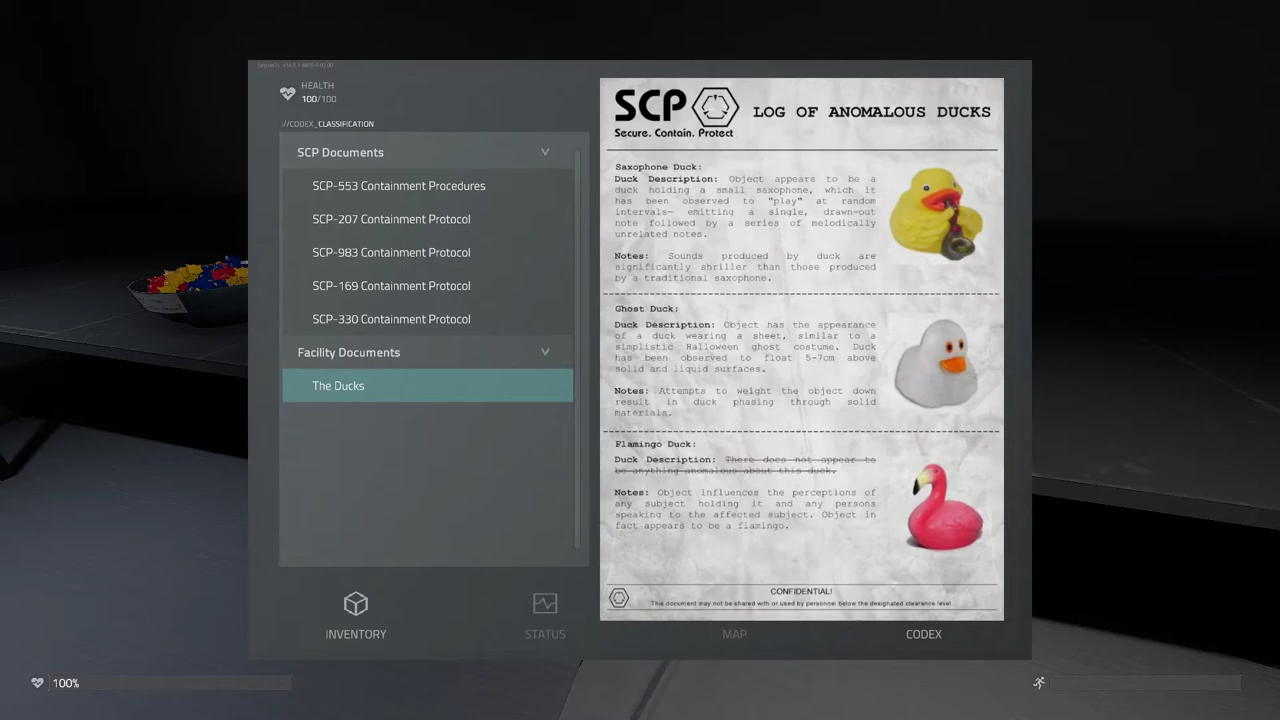 HEALTH
100/100
://CODEX_CLASSIFICATION
SCP Documents
SCP-553 Containment Procedures
SCP-207 Containment Protocol
SCP-983 Containment Protocol
SCP-169 Containment Protocol
SCP-330 Containment Protocol
Facility Documents
The Ducks
SCP
Secure. Contain. Protect
LOG OF ANOMALOUS DUCKS
Saxophone Duck:
Duck Description: Object appears to be a
duck holding a small saxophone, which it
has been observed to "play" at random
intervals— emitting a single, drawn-out
note followed by a series of melodically
unrelated notes.
Notes: Sounds produced by duck are
significantly shriller than those produced
by a traditional saxophone.
Ghost Duck:
Duck Description: Object has the appearance
of a duck wearing a sheet, similar to a
simplistic Halloween ghost costume. Duck
has been observed to float 5-7cm above
solid and liquid surfaces.
Notes: Attempts to weight the object down
result in duck phasing through solid
materials.
Flamingo Duck:
Duck Description: There does not appear to
be anything anomalous about this duck.
Notes: Object influences the perceptions of
any subject holding it and any persons
speaking to the affected subject. Object in
fact appears to be a flamingo.
CONFIDENTIAL!
This document may not be shared with or used by personnel below the designated clearance level
INVENTORY
STATUS
MAP
CODEX
100%